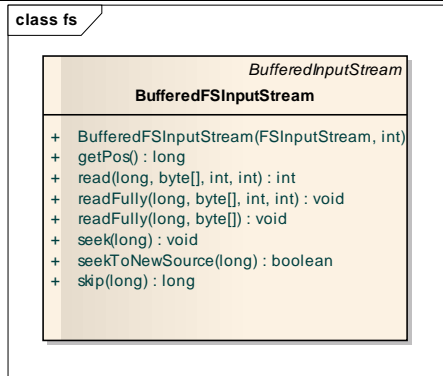 class fs
BufferedInputStream
BufferedFSInputStream
+ BufferedFSInputStream(FSInputStream, int)
+ getPos() : long
+ read(long, byte[], int, int) : int
+ readFully(long, byte[], int, int) : void
+ readFully(long, byte[]) : void
+ seek(long) : void
+ seekToNewSource(long) : boolean
+ skip(long) : long